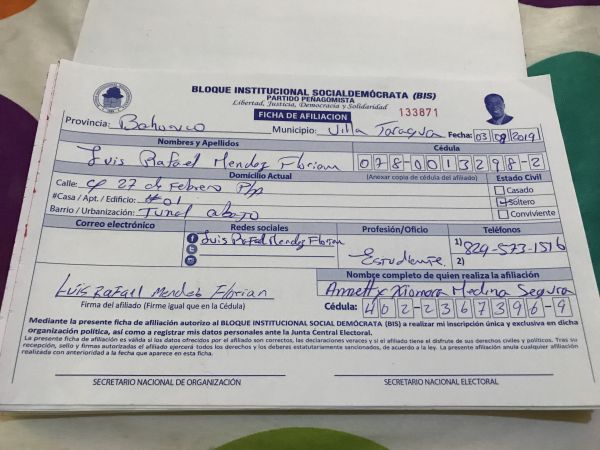 BLOQUE INSTITUCIONAL SOCIALDEMÓCRATA (BIS)
PARTIDO PEÑAGOMISTA
Libertad, Justicia, Democracia y Solidaridad
133871
FICHA DE AFILIACION
Provincia: Bahoruco Municipio: Villa Jaragua Fecha: 03/08/2019
Nombres y Apellidos Cédula
Luis Rafael Mendez Florian 078-0013298-2
Domicilio Actual (Anexar copia de cédula del afiliado) Estado Civil
Calle: C/ 27 de Febrero P/p
#Casa / Apt. / Edificio: #01
Barrio / Urbanización: Tunal abajo
Casado
Soltero
Conviviente
Correo electrónico Redes sociales Profesión/Oficio Teléfonos
Luis Rafael Mendez Florian
Estudiente.
1) 829-573-1516
2)
Nombre completo de quien realiza la afiliación
Annetty Xiomara Medina Segura
Luis Rafael Mendez Florian
Firma del afiliado (Firme igual que en la Cédula)
Cédula: 402-2367396-9
Mediante la presente ficha de afiliación autorizo al BLOQUE INSTITUCIONAL SOCIAL DEMÓCRATA (BIS) a realizar mi inscripción única y exclusiva en dicha
organización política, así como a registrar mis datos personales ante la Junta Central Electoral.
La presente ficha de afiliación es válida si los datos ofrecidos por el afiliado son correctos, las declaraciones veraces y si el afiliado tiene el disfrute de sus derechos civiles y políticos. Tras su
recepción, sello y firmas autorizadas el afiliado ejercerá todos los derechos y los deberes estatutariamente sancionados, de acuerdo a la ley. La presente afiliación anula cualquier afiliación
realizada con anterioridad a la fecha que aparece en esta ficha.
SECRETARIO NACIONAL DE ORGANIZACIÓN SECRETARIO NACIONAL ELECTORAL